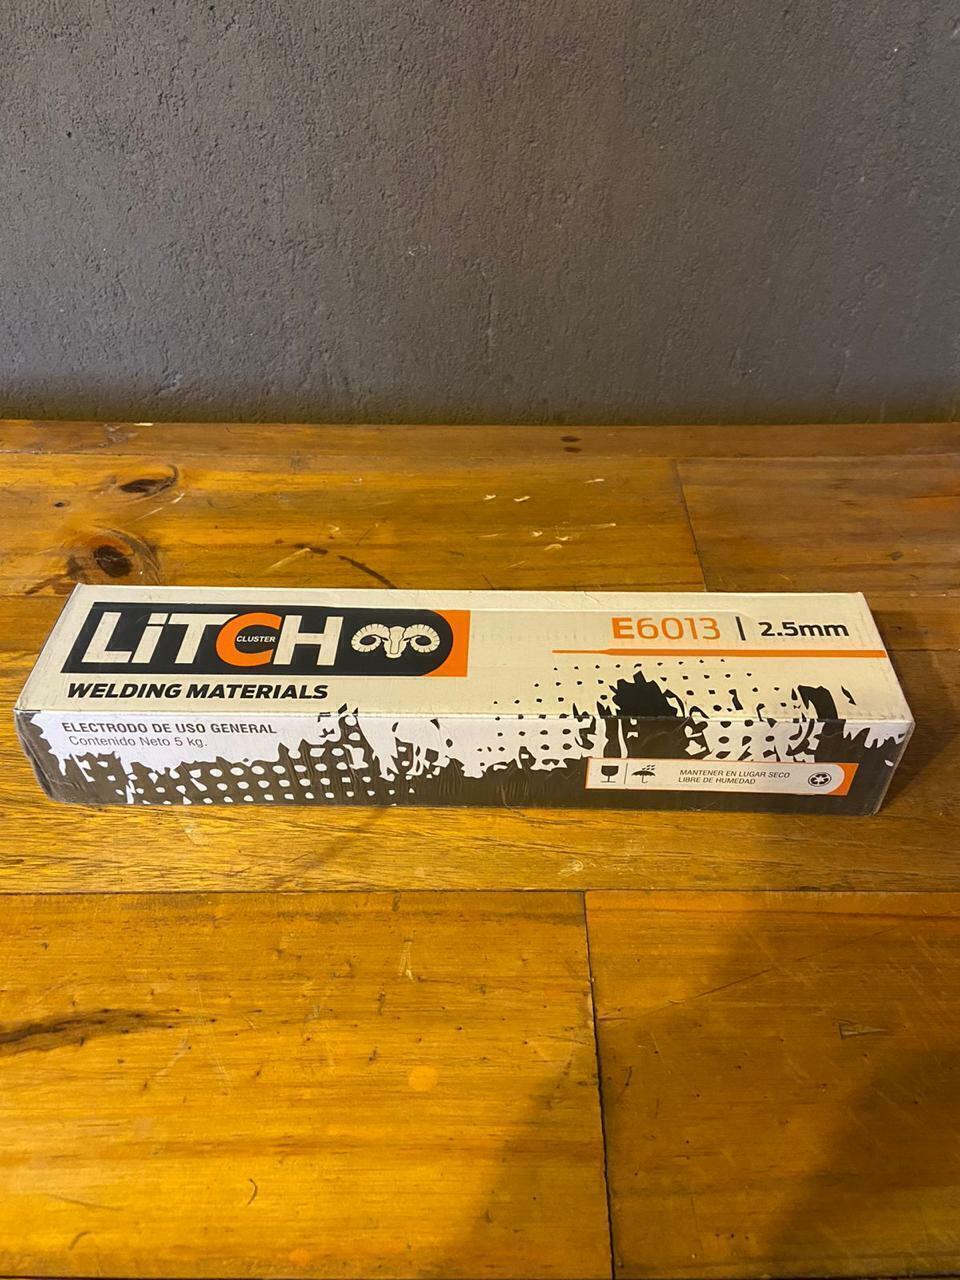 LiTCH
CLUSTER
WELDING MATERIALS
E6013 | 2.5mm
ELECTRODO DE USO GENERAL
Contenido Neto 5 kg.
MANTENER EN LUGAR SECO
LIBRE DE HUMEDAD